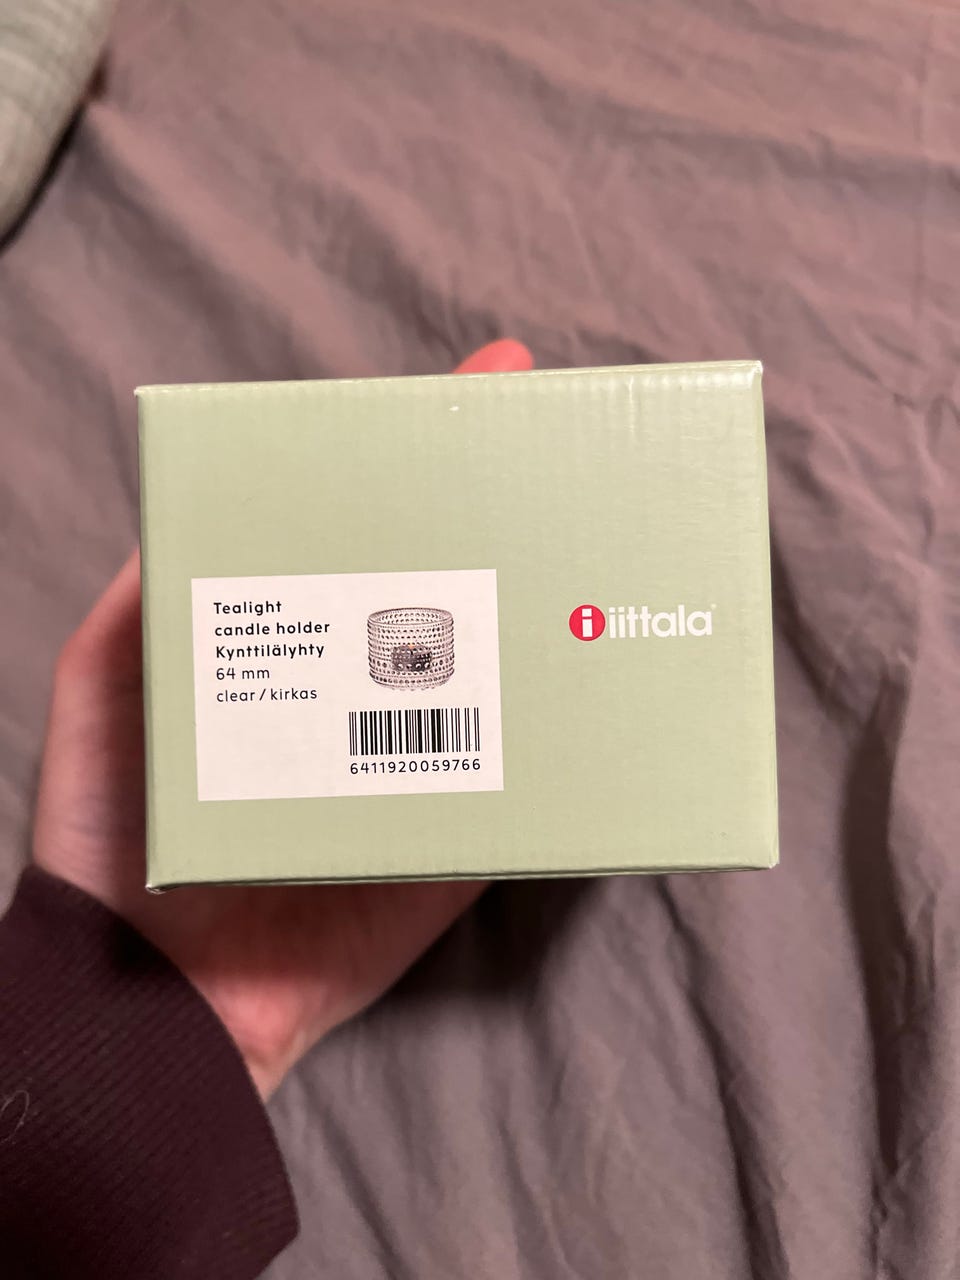 Tealight
candle holder
Kynttilälyhty
64 mm
clear / kirkas
6411920059766
i iittala®